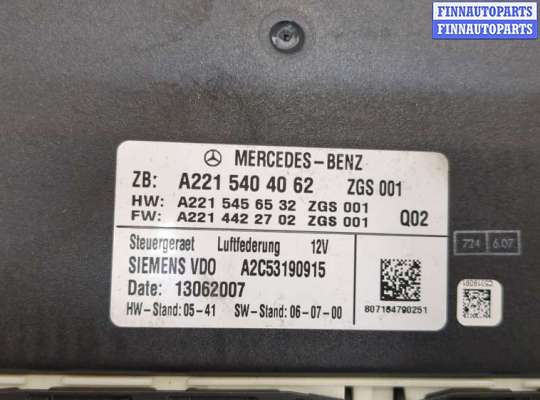 FINNAUTOPARTS
FINNAUTOPARTS
MERCEDES-BENZ
ZB: A221 540 40 62 ZGS 001
HW: A221 545 65 32 ZGS 001
FW: A221 442 27 02 ZGS 001 Q02
Steuergeraet Luftfederung 12V
SIEMENS VDO A2C53190915
Date: 13062007
HW-Stand: 05-41 SW-Stand: 06-07-00
807164790251
724 6.07